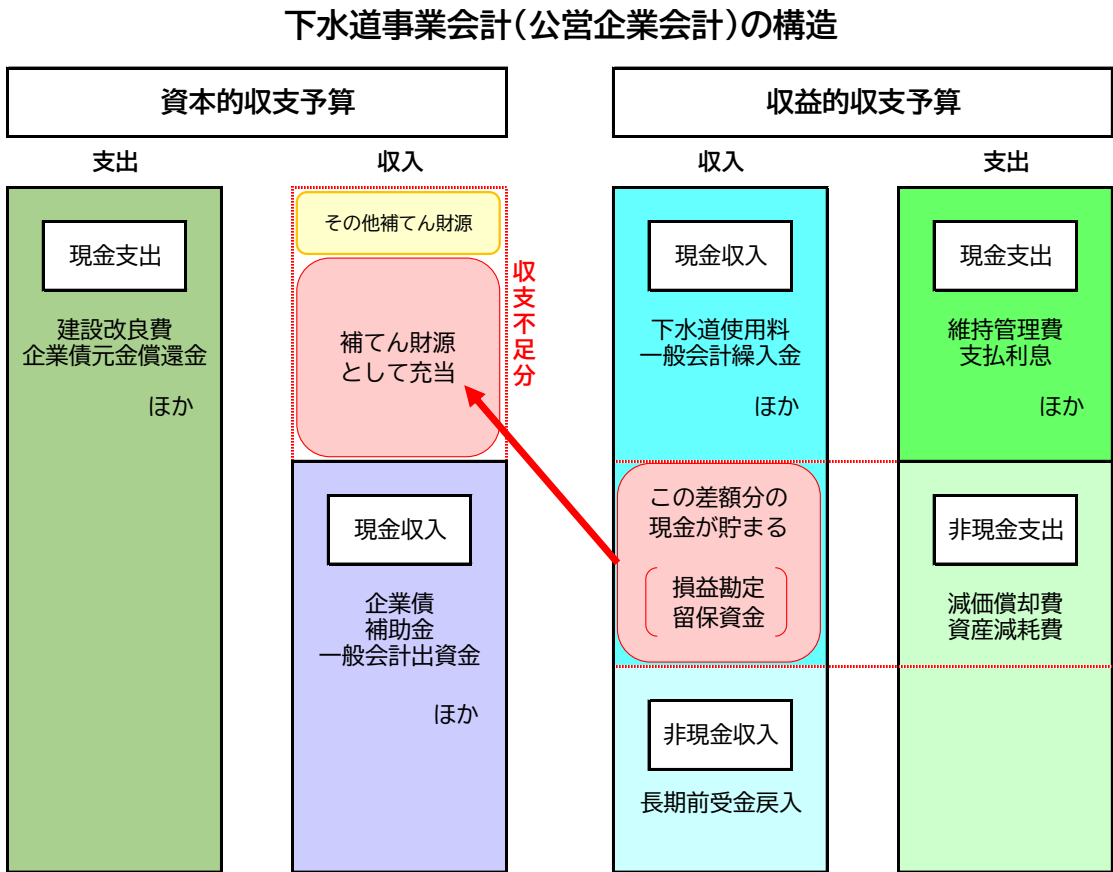 下水道事業会計(公営企業会計)の構造
資本的収支予算
収益的収支予算
支出
収入
収入
支出
現金支出
建設改良費
企業債元金償還金
ほか
その他補てん財源
補てん財源
として充当
収支不足分
現金収入
企業債
補助金
一般会計出資金
ほか
現金収入
下水道使用料
一般会計繰入金
ほか
この差額分の
現金が貯まる
損益勘定
留保資金
非現金収入
長期前受金戻入
現金支出
維持管理費
支払利息
ほか
非現金支出
減価償却費
資産減耗費